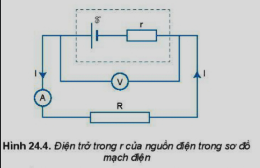 ℰ
r
I
V
I
A
R
Hình 24.4. Điện trở trong r của nguồn điện trong sơ đồ
mạch điện